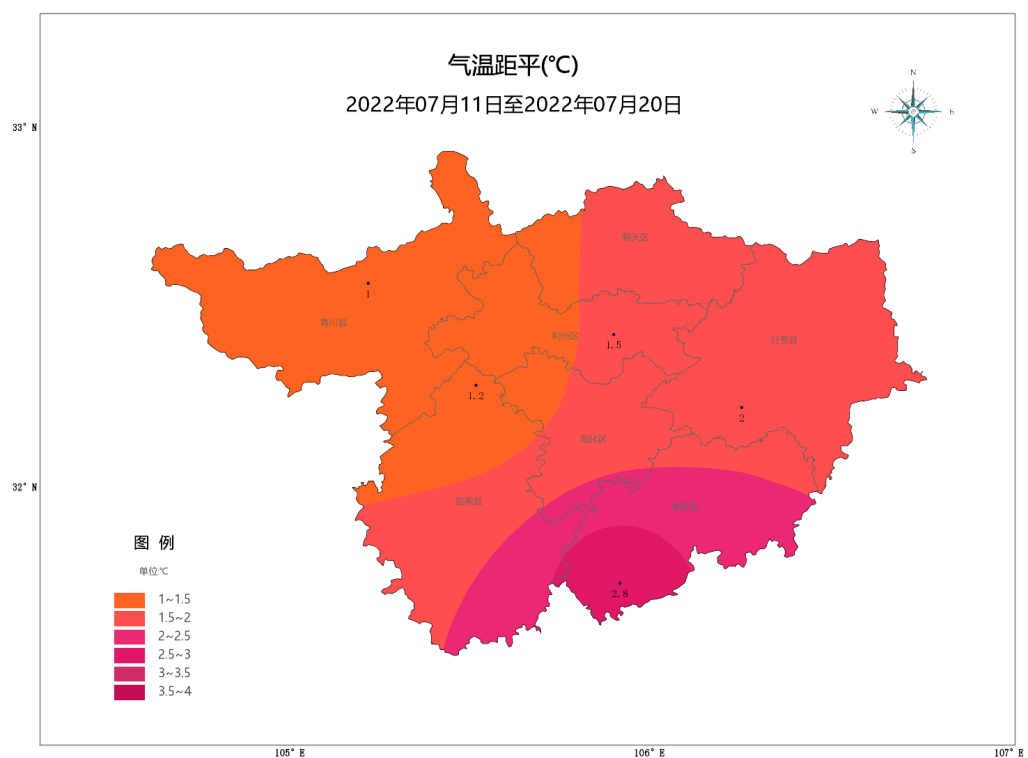 气温距平(℃)
2022年07月11日至2022年07月20日
N
W
E
S
33° N
朝天区
1
青川县
利州区
1.5
旺苍县
1.2
2
昭化区
32° N
剑阁县
苍溪县
图 例
单位:℃
2.8
1~1.5
1.5~2
2~2.5
2.5~3
3~3.5
3.5~4
105° E
106° E
107° E